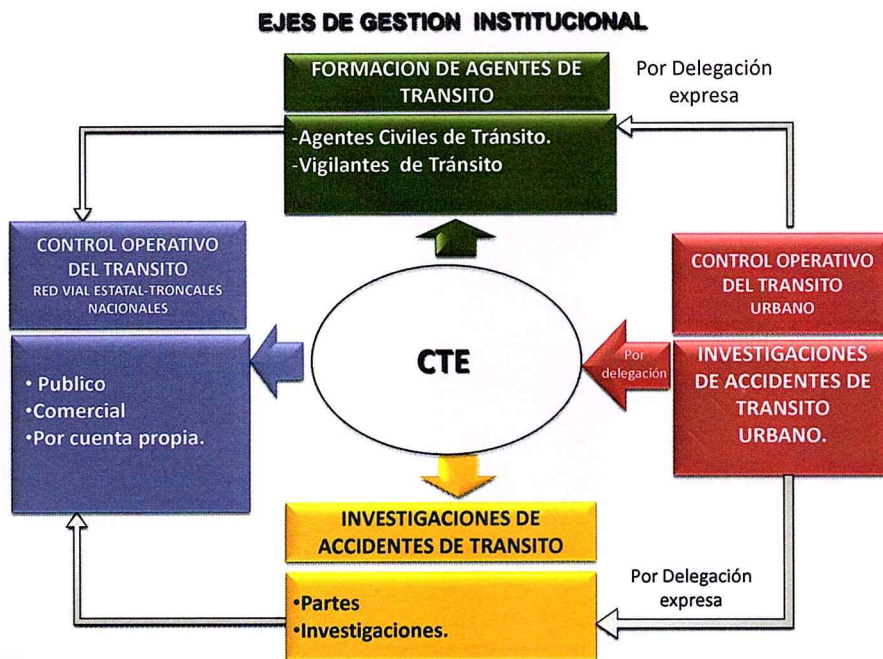 EJES DE GESTION INSTITUCIONAL
FORMACION DE AGENTES DE
TRANSITO
-Agentes Civiles de Tránsito.
-Vigilantes de Tránsito
Por Delegación
expresa
CONTROL OPERATIVO
DEL TRANSITO
RED VIAL ESTATAL-TRONCALES
NACIONALES
• Publico
• Comercial
• Por cuenta propia.
CTE
Por
delegación
CONTROL OPERATIVO
DEL TRANSITO
URBANO
INVESTIGACIONES
DE ACCIDENTES DE
TRANSITO
URBANO.
INVESTIGACIONES DE
ACCIDENTES DE TRANSITO
•Partes
•Investigaciones.
Por Delegación
expresa